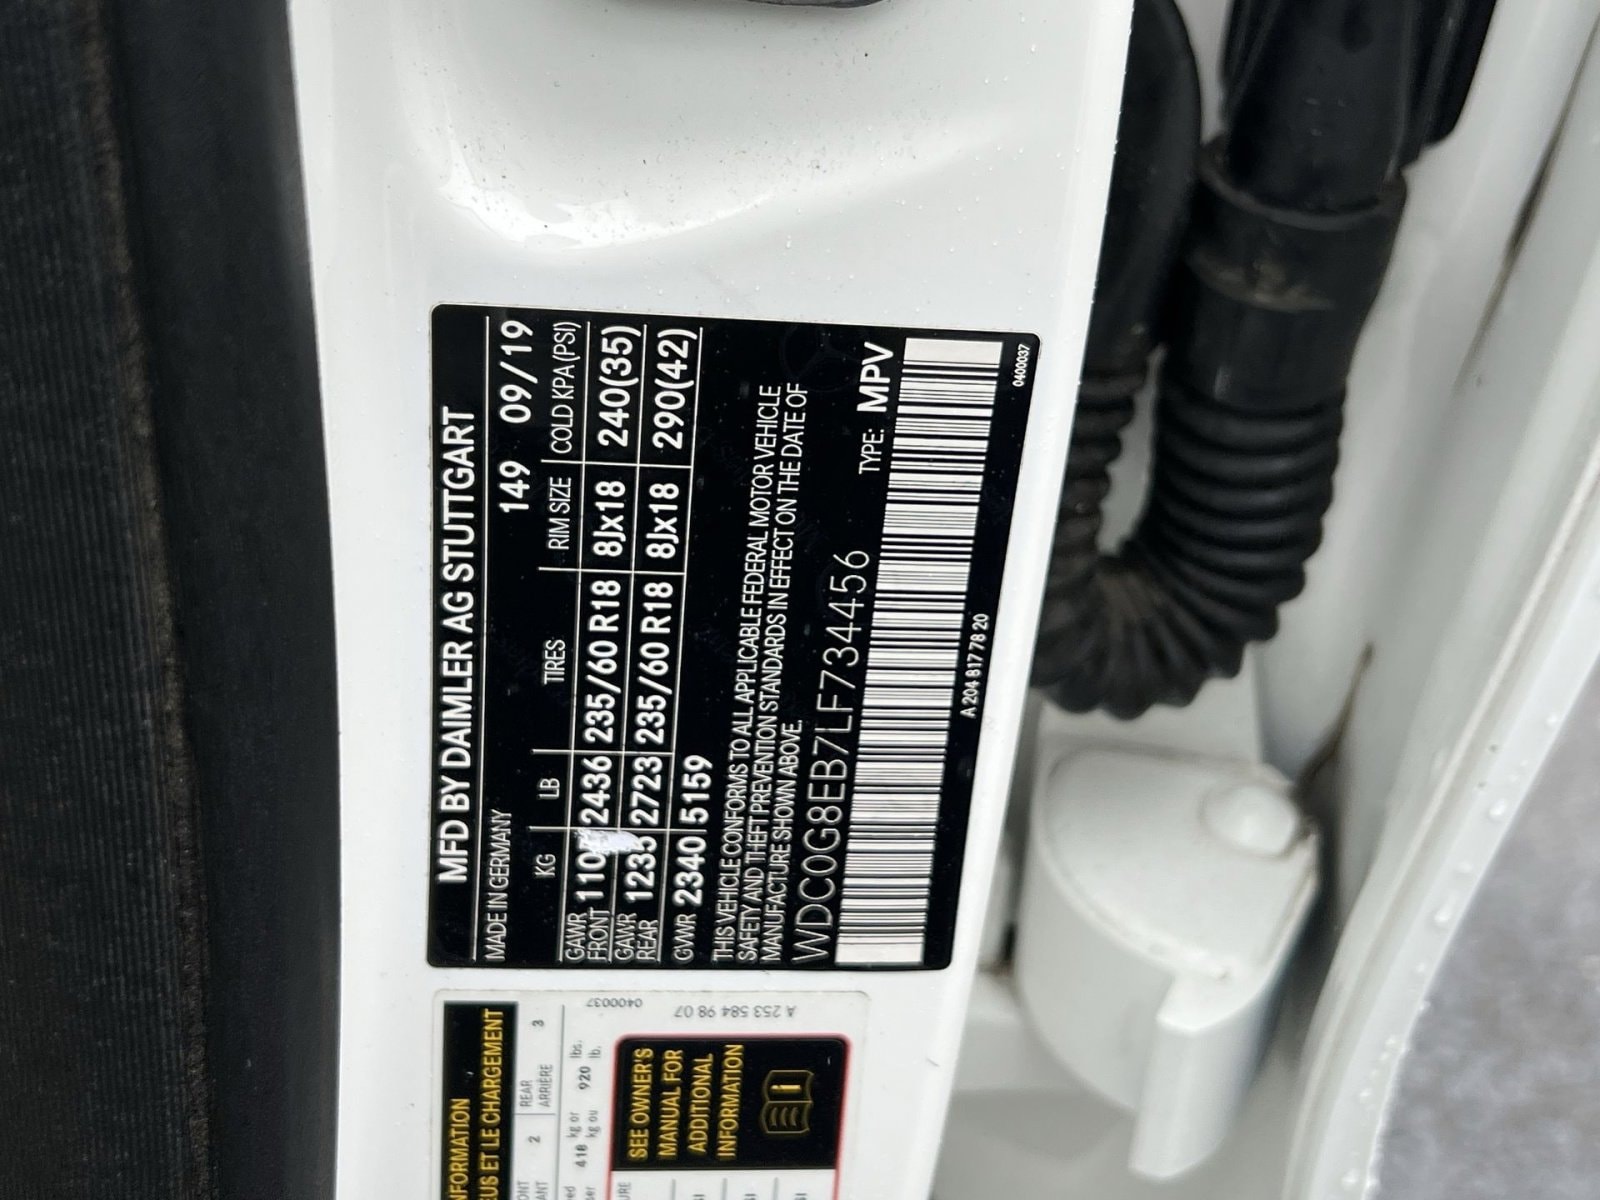 MFD BY DAIMLER AG STUTTGART
MADE IN GERMANY 149 09/19
KG LB TIRES RIM SIZE COLD KPA(PSI)
GAWR FRONT 2436 235/60 R18 8Jx18 240(35)
GAWR REAR 1235 2723 235/60 R18 8Jx18 290(42)
GVWR 2340 5159
THIS VEHICLE CONFORMS TO ALL APPLICABLE FEDERAL MOTOR VEHICLE
SAFETY AND THEFT PREVENTION STANDARDS IN EFFECT ON THE DATE OF
MANUFACTURE SHOWN ABOVE.
WDC0G8EB7LF734456 TYPE: MPV
A 204 817 78 20
0400037
ET LE CHARGEMENT
2 REAR 3
ARRIÈRE
418 kg or 920 lbs.
kg ou lb.
SEE OWNER'S
MANUAL FOR
ADDITIONAL
INFORMATION
A 253 584 98 07
0400037